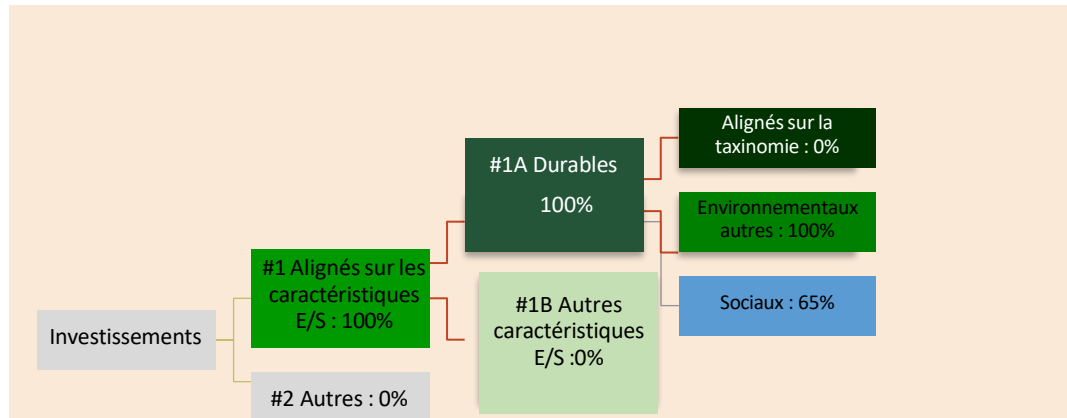 Investissements
#1 Alignés sur les
caractéristiques
E/S : 100%
#2 Autres : 0%
#1A Durables
100%
#1B Autres
caractéristiques
E/S :0%
Alignés sur la
taxinomie : 0%
Environnementaux
autres : 100%
Sociaux : 65%